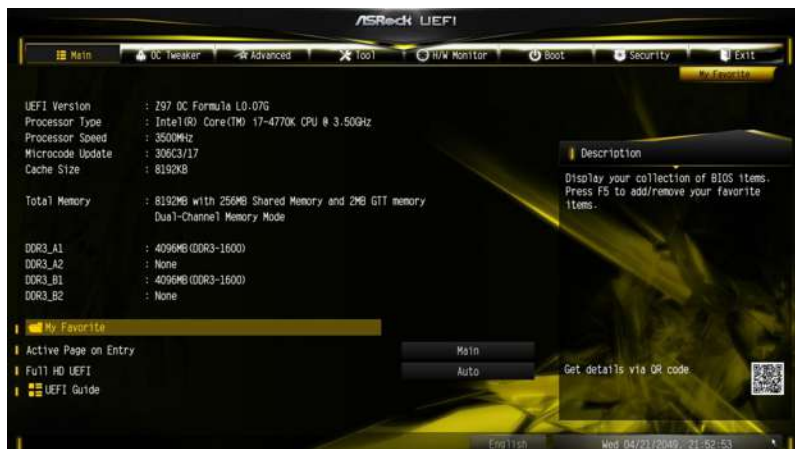 ASRock UEFI
Main OC Tweaker Advanced Tool H/W Monitor Boot Security Exit
My Favorite
UEFI Version : Z97 OC Formula L0.07G
Processor Type : Intel(R) Core(TM) i7-4770K CPU @ 3.50GHz
Processor Speed : 3500MHz
Microcode Update : 306C3/17
Cache Size : 8192KB
Total Memory : 8192MB with 256MB Shared Memory and 2MB GTT memory
Dual-Channel Memory Mode
DDR3_A1 : 4096MB(DDR3-1600)
DDR3_A2 : None
DDR3_B1 : 4096MB(DDR3-1600)
DDR3_B2 : None
My Favorite
Active Page on Entry Main
Full HD UEFI Auto
UEFI Guide
Description
Display your collection of BIOS items.
Press F5 to add/remove your favorite
items.
Get details via QR code
English Wed 04/21/2049, 21:52:53